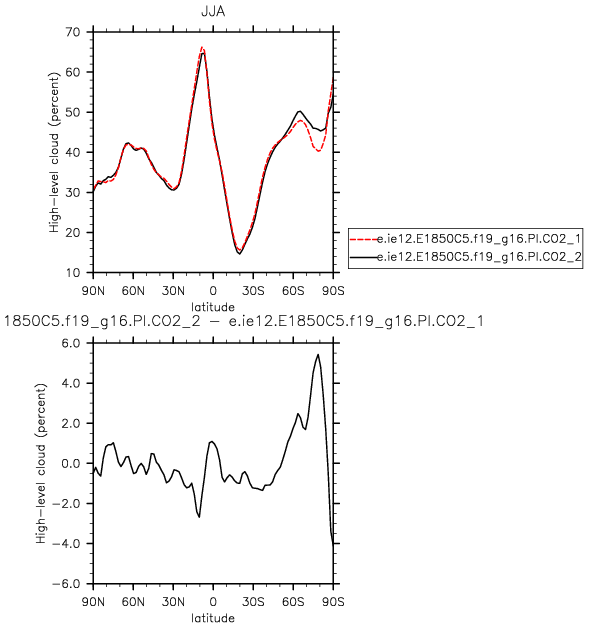 JJA
High-level cloud (percent)
70
60
50
40
30
20
10
90N 60N 30N 0 30S 60S 90S
latitude
e.ie12.E1850C5.f19_g16.PI.CO2_1
e.ie12.E1850C5.f19_g16.PI.CO2_2
1850C5.f19_g16.PI.CO2_2 - e.ie12.E1850C5.f19_g16.PI.CO2_1
High-level cloud (percent)
6.0
4.0
2.0
0.0
-2.0
-4.0
-6.0
90N 60N 30N 0 30S 60S 90S
latitude